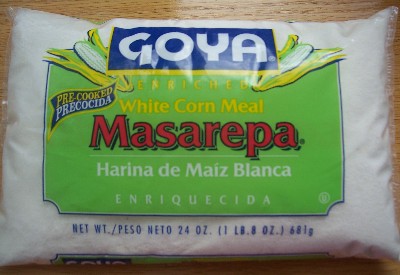 GOYA
ENRICHED
PRE-COOKED
PRECOCIDA
White Corn Meal
Masarepa®
Harina de Maíz Blanca
ENRIQUECIDA
NET WT./PESO NETO 24 OZ. (1 LB. 8 OZ.) 681g
GOYA